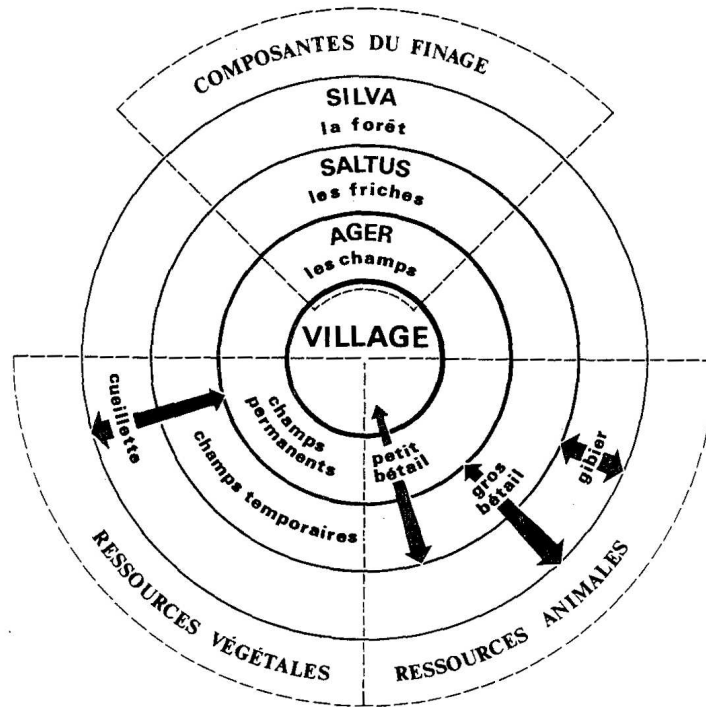 COMPOSANTES DU FINAGE
SILVA
la forêt
SALTUS
les friches
AGER
les champs
VILLAGE
cueillette
champs
permanents
champs temporaires
petit
bétail
gros
bétail
gibier
RESSOURCES VÉGÉTALES
RESSOURCES ANIMALES